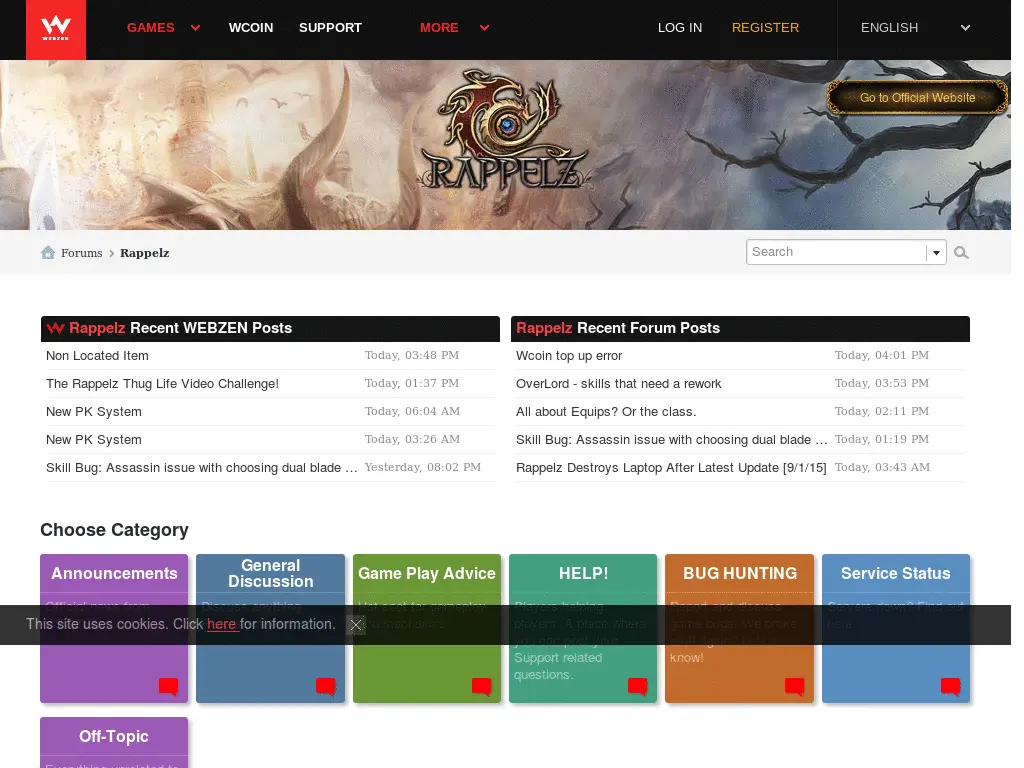 WEBZEN
GAMES
WCOIN
SUPPORT
MORE
LOG IN
REGISTER
ENGLISH
RAPPELZ
Go to Official Website
Forums
Rappelz
Search
Rappelz Recent WEBZEN Posts
Non Located Item Today, 03:48 PM
The Rappelz Thug Life Video Challenge! Today, 01:37 PM
New PK System Today, 06:04 AM
New PK System Today, 03:26 AM
Skill Bug: Assassin issue with choosing dual blade ... Yesterday, 08:02 PM
Rappelz Recent Forum Posts
Wcoin top up error Today, 04:01 PM
OverLord - skills that need a rework Today, 03:53 PM
All about Equips? Or the class. Today, 02:11 PM
Skill Bug: Assassin issue with choosing dual blade ... Today, 01:19 PM
Rappelz Destroys Laptop After Latest Update [9/1/15] Today, 03:43 AM
Choose Category
Announcements
Official news from
General
Discussion
Discuss anything
Game Play Advice
HELP!
Players helping
players. A place where
you can post your
Support related
questions.
BUG HUNTING
Report and discuss
know!
Service Status
Servers down? Find out
here.
This site uses cookies. Click here for information.
Off-Topic
Everything unrelated to